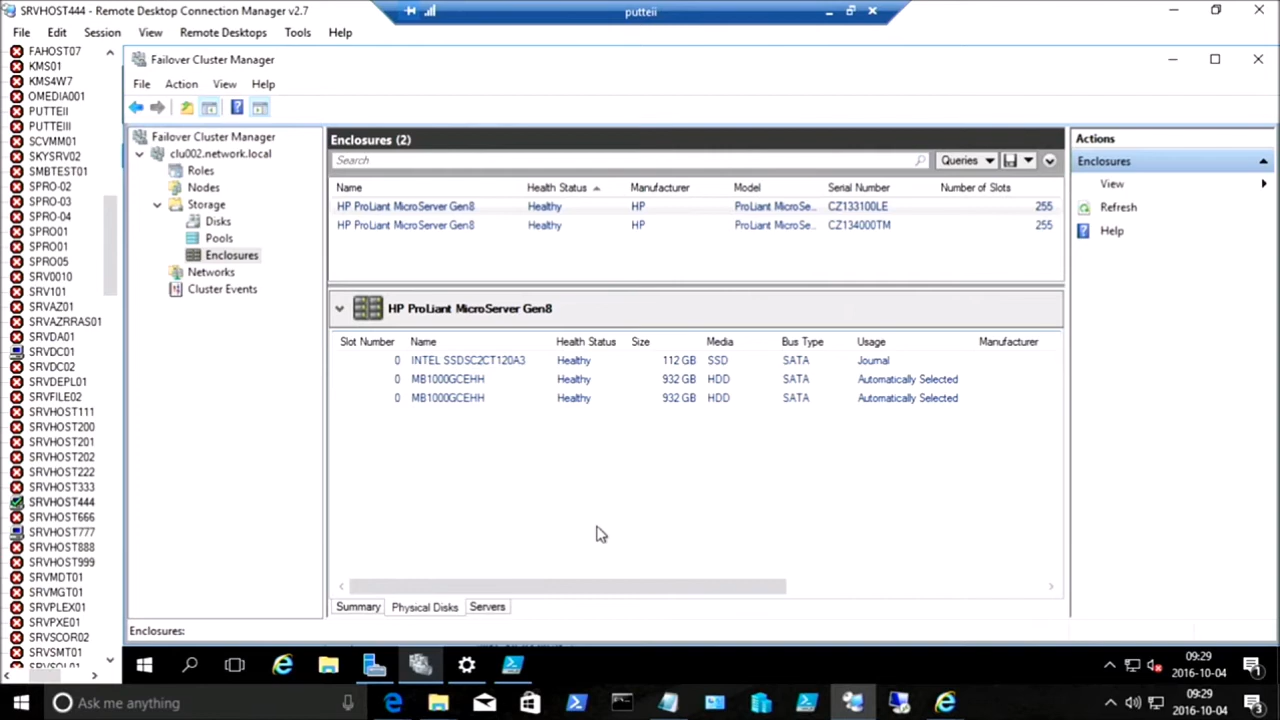 SRVHOST444 - Remote Desktop Connection Manager v2.7
putteii
File Edit Session View Remote Desktops Tools Help
FAHOST07
KMS01
KMS4W7
OMEDIA001
PUTTEII
PUTTEIII
SCVMM01
SKYSRV02
SMBTEST01
SPRO-02
SPRO-03
SPRO-04
SPRO01
SPRO01
SPRO05
SRV0010
SRV101
SRVAZ01
SRVAZRRAS01
SRVDA01
SRVDC01
SRVDC02
SRVDEPL01
SRVFILE02
SRVHOST111
SRVHOST200
SRVHOST201
SRVHOST202
SRVHOST222
SRVHOST333
SRVHOST444
SRVHOST666
SRVHOST777
SRVHOST888
SRVHOST999
SRVMDT01
SRVMGT01
SRVPLEX01
SRVPXE01
SRVSCOR02
SRVSMT01
SRVSQL01
Failover Cluster Manager
File Action View Help
Failover Cluster Manager
clu002.network.local
Roles
Nodes
Storage
Disks
Pools
Enclosures
Networks
Cluster Events
Enclosures (2)
Search Queries
Name Health Status Manufacturer Model Serial Number Number of Slots
HP ProLiant MicroServer Gen8 Healthy HP ProLiant MicroSe... CZ133100LE 255
HP ProLiant MicroServer Gen8 Healthy HP ProLiant MicroSe... CZ134000TM 255
HP ProLiant MicroServer Gen8
Slot Number Name Health Status Size Media Bus Type Usage Manufacturer
0 INTEL SSDSC2CT120A3 Healthy 112 GB SSD SATA Journal
0 MB1000GCEHH Healthy 932 GB HDD SATA Automatically Selected
0 MB1000GCEHH Healthy 932 GB HDD SATA Automatically Selected
Summary Physical Disks Servers
Actions
Enclosures
View
Refresh
Help
Enclosures:
09:29
2016-10-04
1
Ask me anything
09:29
2016-10-04
3